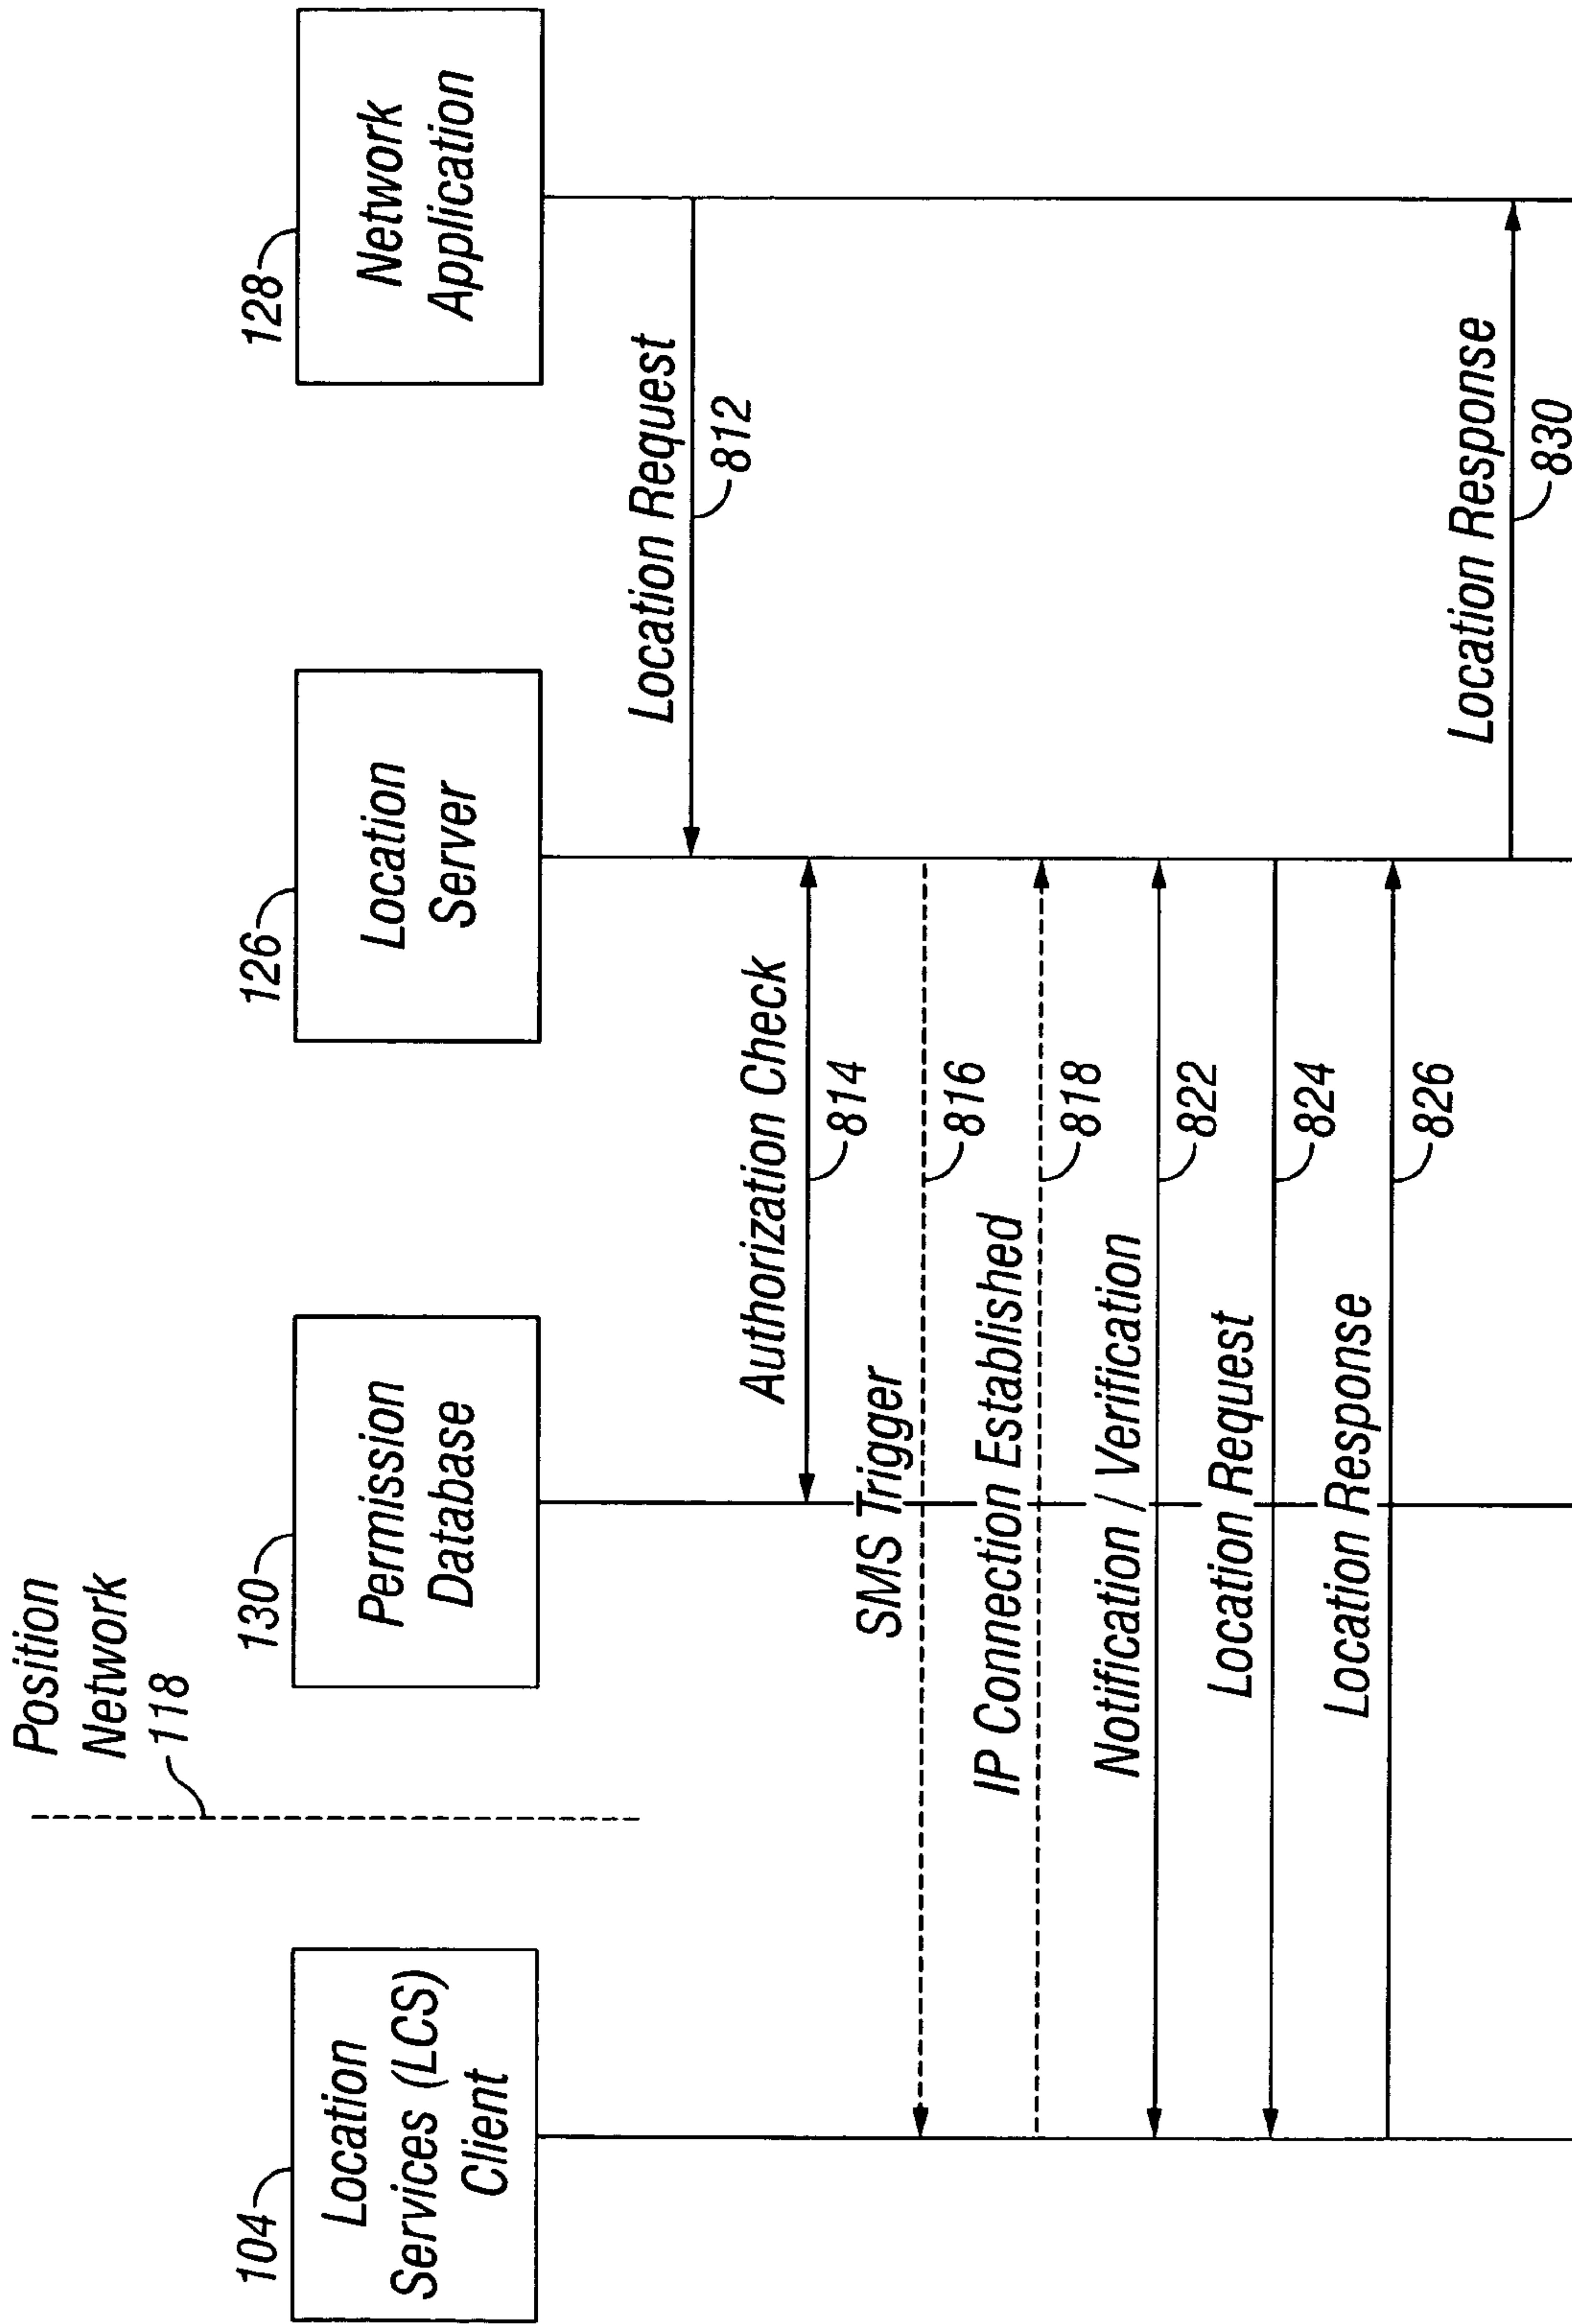 Position
Network
118
104
Location
Services (LCS)
Client
130
Permission
Database
126
Location
Server
128
Network
Application
Location Request
812
Authorization Check
814
SMS Trigger
816
IP Connection Established
818
Notification / Verification
822
Location Request
824
Location Response
826
Location Response
830